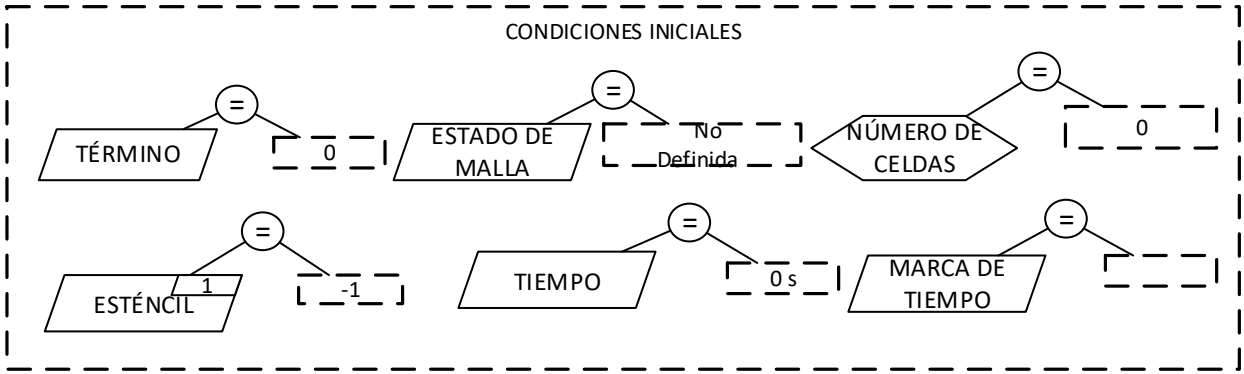 CONDICIONES INICIALES
=
=
=
TÉRMINO
0
ESTADO DE
MALLA
No
Definida
NÚMERO DE
CELDAS
0
=
=
=
1
ESTÉNCIL
-1
TIEMPO
0 s
MARCA DE
TIEMPO